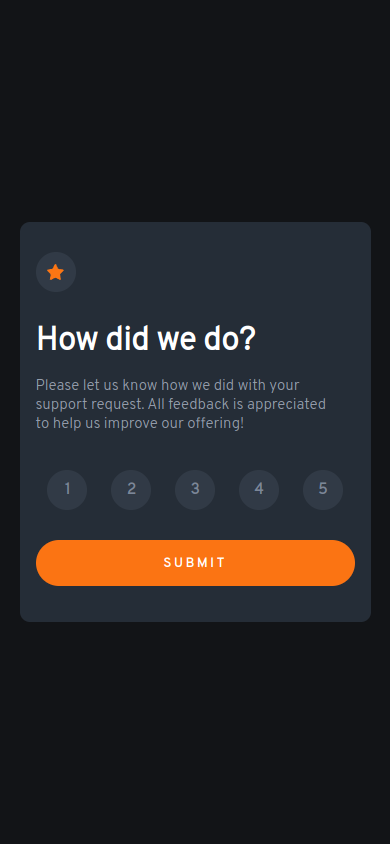 How did we do?
Please let us know how we did with your
support request. All feedback is appreciated
to help us improve our offering!
1 2 3 4 5
SUBMIT